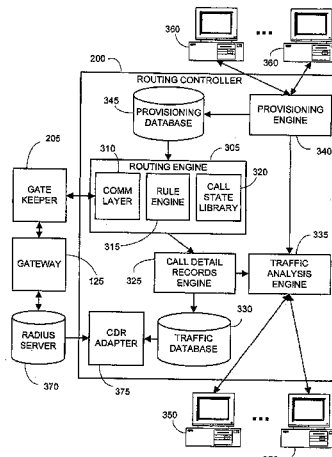 360
360
200
ROUTING CONTROLLER
345
PROVISIONING
DATABASE
PROVISIONING
ENGINE
340
205
310
305
ROUTING ENGINE
320
GATE
KEEPER
COMM
LAYER
RULE
ENGINE
CALL
STATE
LIBRARY
315
335
GATEWAY
125
325
CALL DETAIL
RECORDS
ENGINE
TRAFFIC
ANALYSIS
ENGINE
330
RADIUS
SERVER
370
CDR
ADAPTER
375
TRAFFIC
DATABASE
350